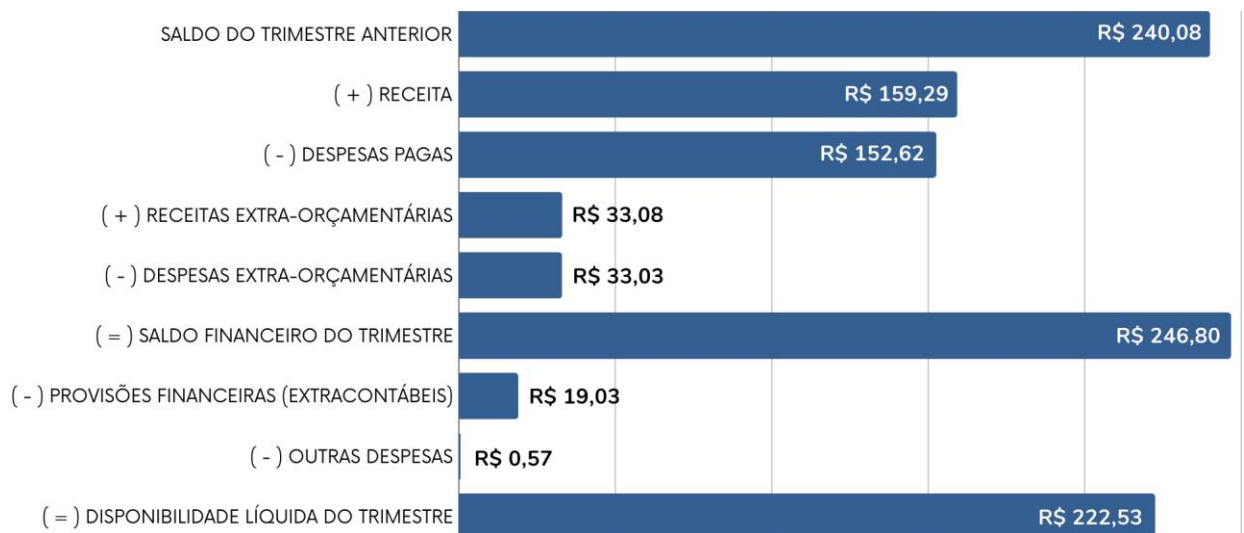 SALDO DO TRIMESTRE ANTERIOR R$ 240,08
( + ) RECEITA R$ 159,29
( - ) DESPESAS PAGAS R$ 152,62
( + ) RECEITAS EXTRA-ORÇAMENTÁRIAS R$ 33,08
( - ) DESPESAS EXTRA-ORÇAMENTÁRIAS R$ 33,03
( = ) SALDO FINANCEIRO DO TRIMESTRE R$ 246,80
( - ) PROVISÕES FINANCEIRAS (EXTRACONTÁBEIS) R$ 19,03
( - ) OUTRAS DESPESAS R$ 0,57
( = ) DISPONIBILIDADE LÍQUIDA DO TRIMESTRE R$ 222,53